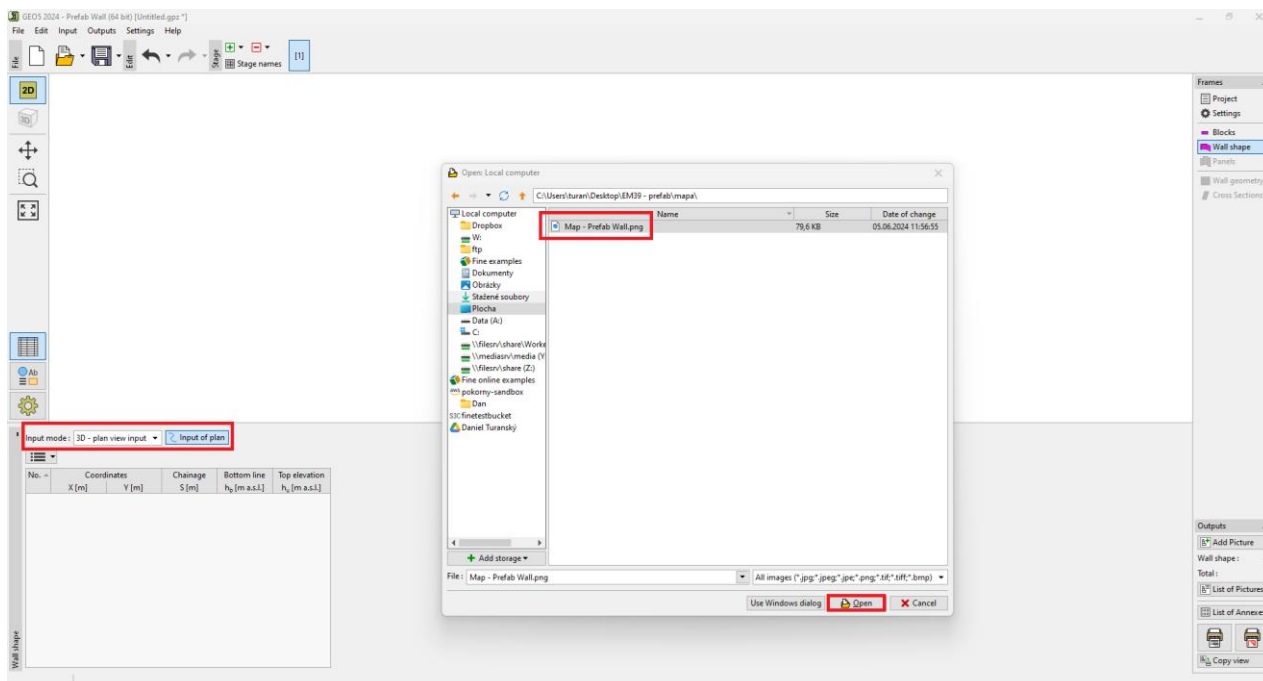 GEO5 2024 - Prefab Wall (64 bit) [Untitled.gpz *]
File Edit Input Outputs Settings Help
File
Edit
Stage
Stage names
[1]
2D
3D
Ab
Frames
Project
Settings
Blocks
Wall shape
Panels
Wall geometry
Cross Sections
Open: Local computer
C:\Users\turan\Desktop\EM39 - prefab\mapa\
Name Size Date of change
Map - Prefab Wall.png 79,6 KB 05.06.2024 11:56:55
Local computer
Dropbox
W:
ftp
Fine examples
Dokumenty
Obrázky
Stažené soubory
Plocha
Data (A:)
C:
\\filesrv\share\Worke
\\mediasrv\media (Y
\\filesrv\share (Z:)
Fine online examples
pokorny-sandbox
Dan
S3C finetestbucket
Daniel Turanský
Add storage
File : Map - Prefab Wall.png All images (*.jpg;*.jpeg;*.jpe;*.png;*.tif;*.tiff;*.bmp)
Use Windows dialog Open Cancel
Input mode : 3D - plan view input Input of plan
No. Coordinates Chainage Bottom line Top elevation
X [m] Y [m] S [m] [m a.s.l.] [m a.s.l.]
Wall shape
Outputs
Add Picture
Wall shape :
Total :
List of Pictures
List of Annexe
Copy view